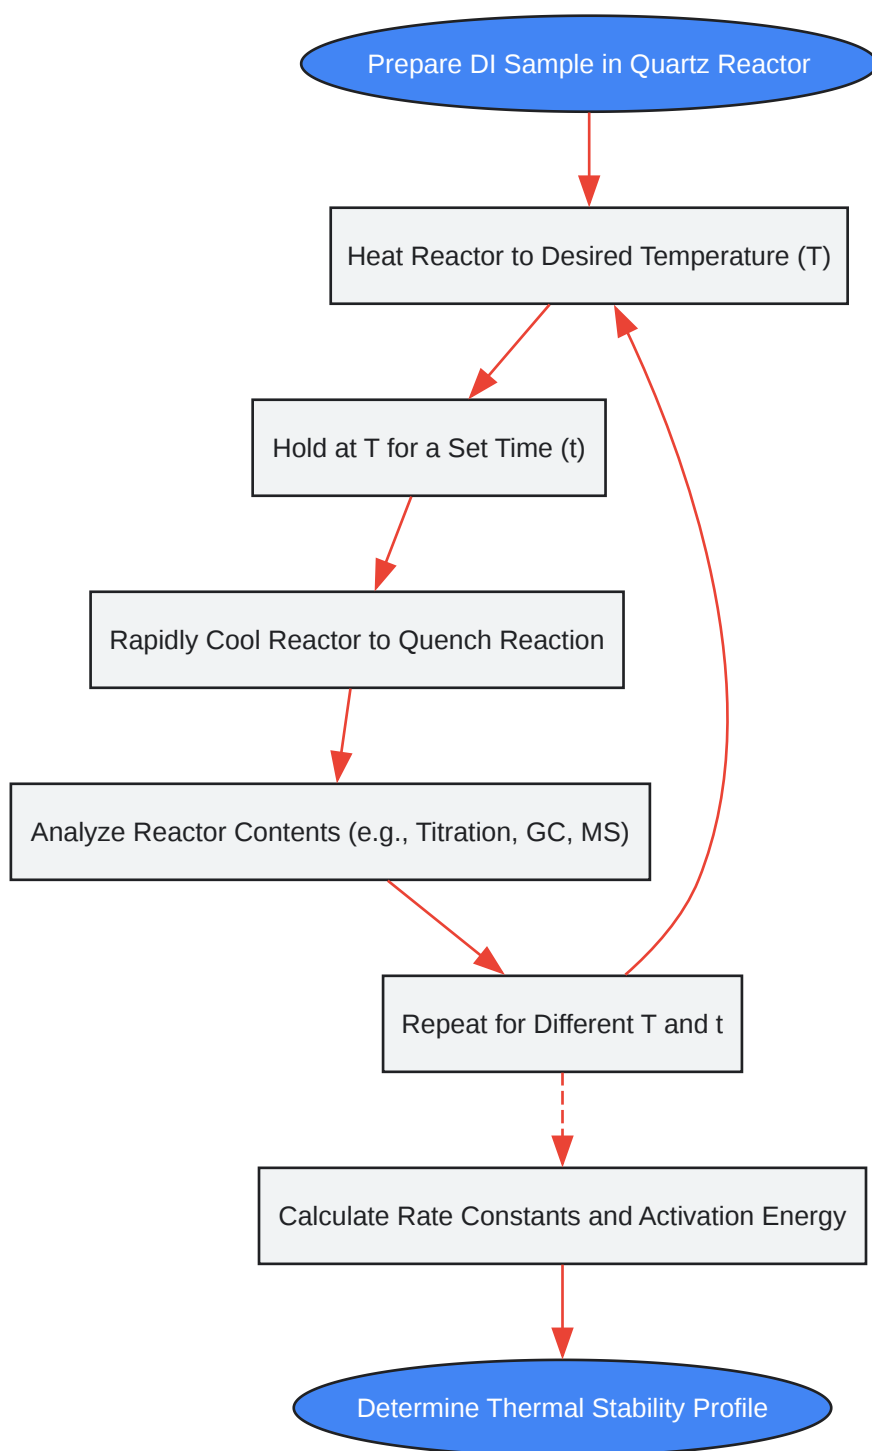 Prepare DI Sample in Quartz Reactor
Heat Reactor to Desired Temperature (T)
Hold at T for a Set Time (t)
Rapidly Cool Reactor to Quench Reaction
Analyze Reactor Contents (e.g., Titration, GC, MS)
Repeat for Different T and t
Calculate Rate Constants and Activation Energy
Determine Thermal Stability Profile